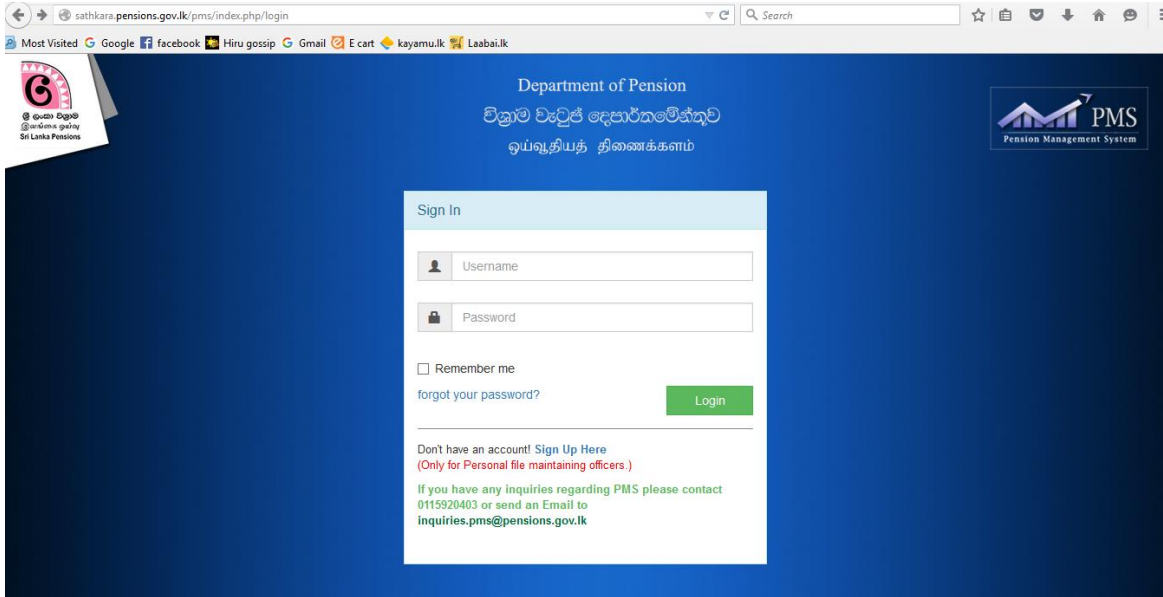 sathkara.pensions.gov.lk/pms/index.php/login
Search
Most Visited Google facebook Hiru gossip Gmail E cart kayamu.lk Laabai.lk
ශ්‍රී ලංකා විශ්‍රාම
இலங்கை ஓய்வு
Sri Lanka Pensions
Department of Pension
විශ්‍රාම වැටුප් දෙපාර්තමේන්තුව
ஓய்வூதியத் திணைக்களம்
PMS
Pension Management System
Sign In
Username
Password
Remember me
forgot your password?
Login
Don't have an account! Sign Up Here
(Only for Personal file maintaining officers.)
If you have any inquiries regarding PMS please contact
0115920403 or send an Email to
inquiries.pms@pensions.gov.lk